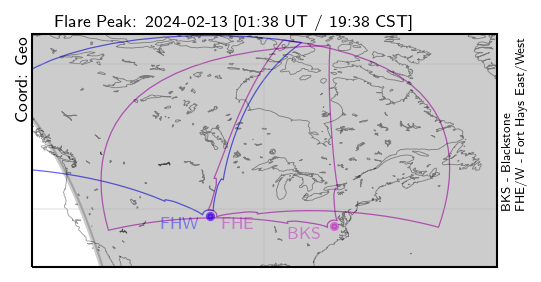 Flare Peak: 2024-02-13 [01:38 UT / 19:38 CST]
Coord: Geo
FHW
FHE
BKS
BKS - Blackstone
FHE/W - Fort Hays East/West